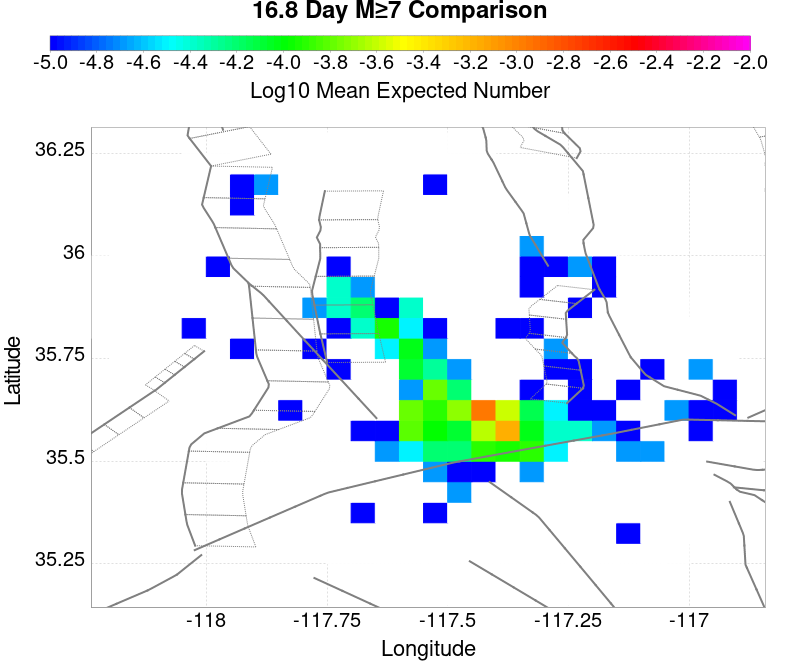 16.8 Day M≥7 Comparison
-5.0 -4.8 -4.6 -4.4 -4.2 -4.0 -3.8 -3.6 -3.4 -3.2 -3.0 -2.8 -2.6 -2.4 -2.2 -2.0
Log10 Mean Expected Number
36.25
36
35.75
35.5
35.25
Latitude
-118 -117.75 -117.5 -117.25 -117
Longitude